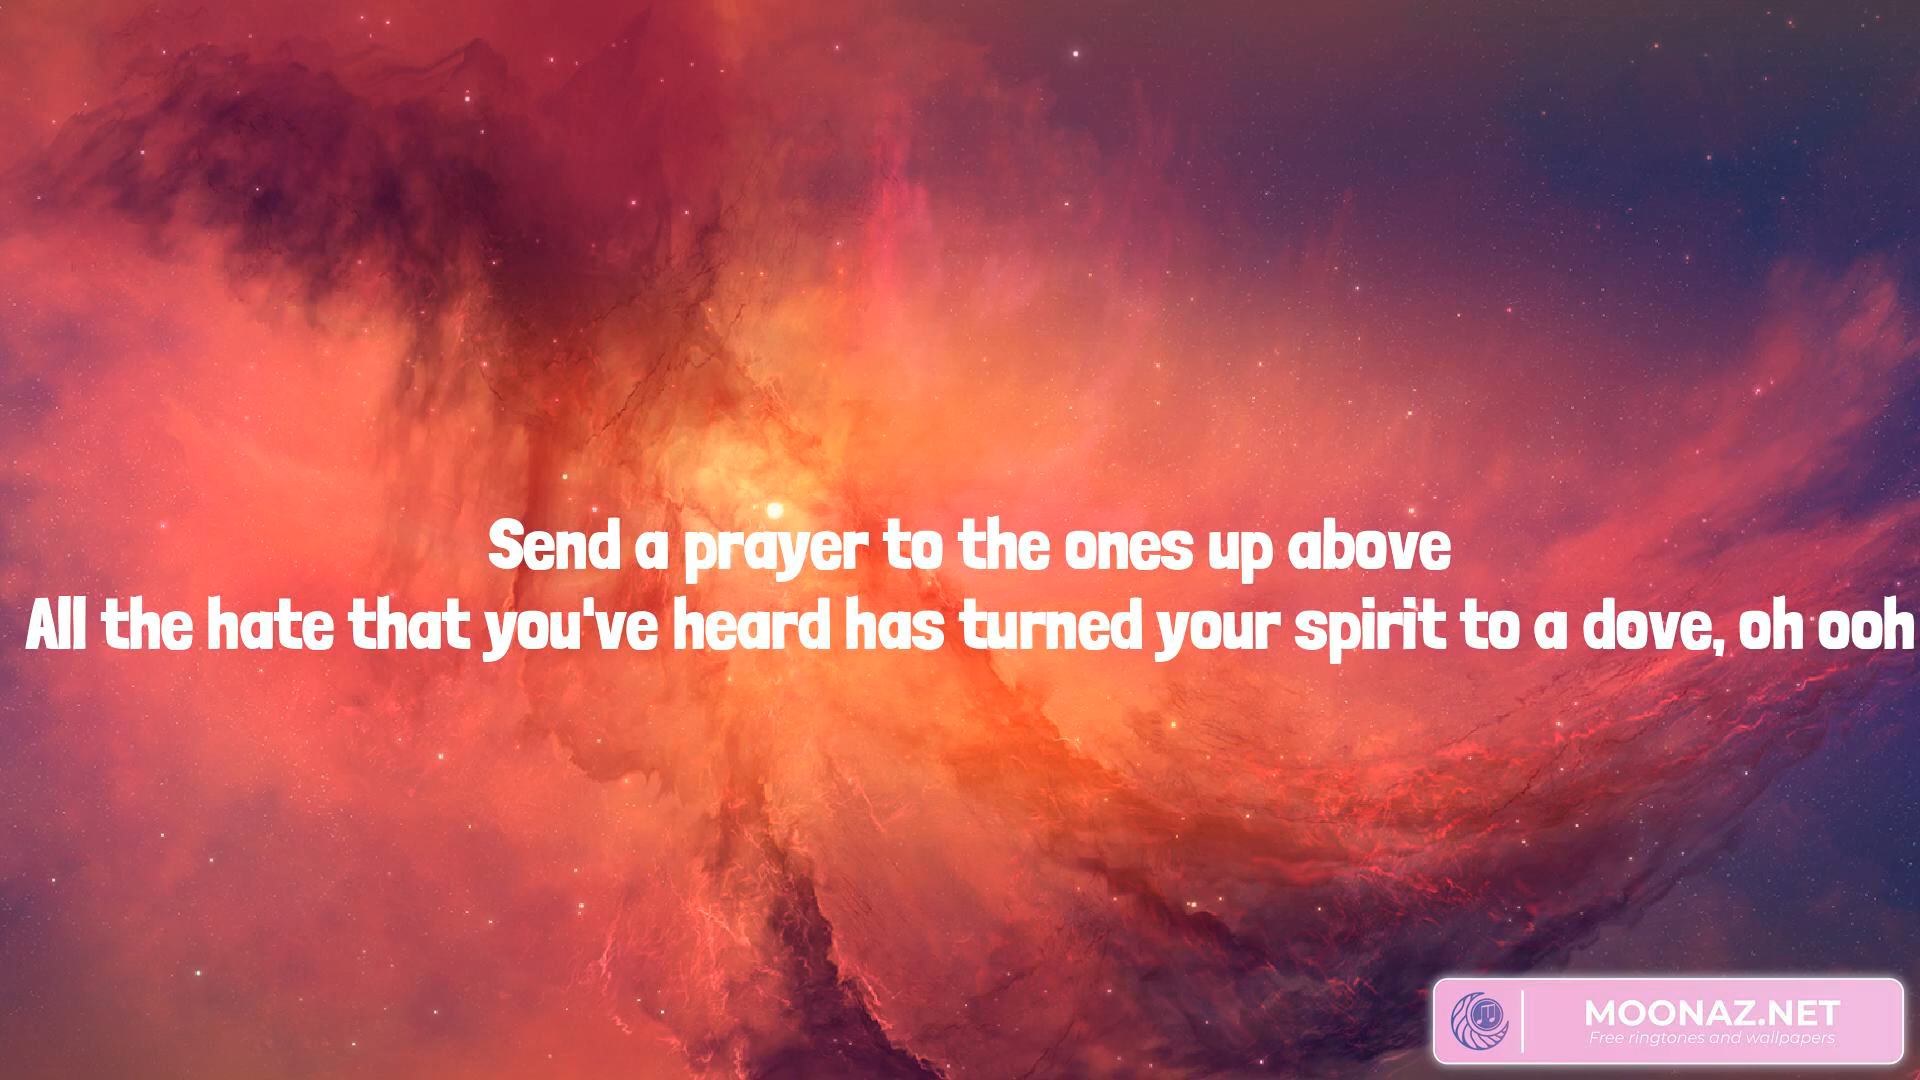 Send a prayer to the ones up above
All the hate that you've heard has turned your spirit to a dove, oh ooh
MOONAZ.NET
Free ringtones and wallpapers